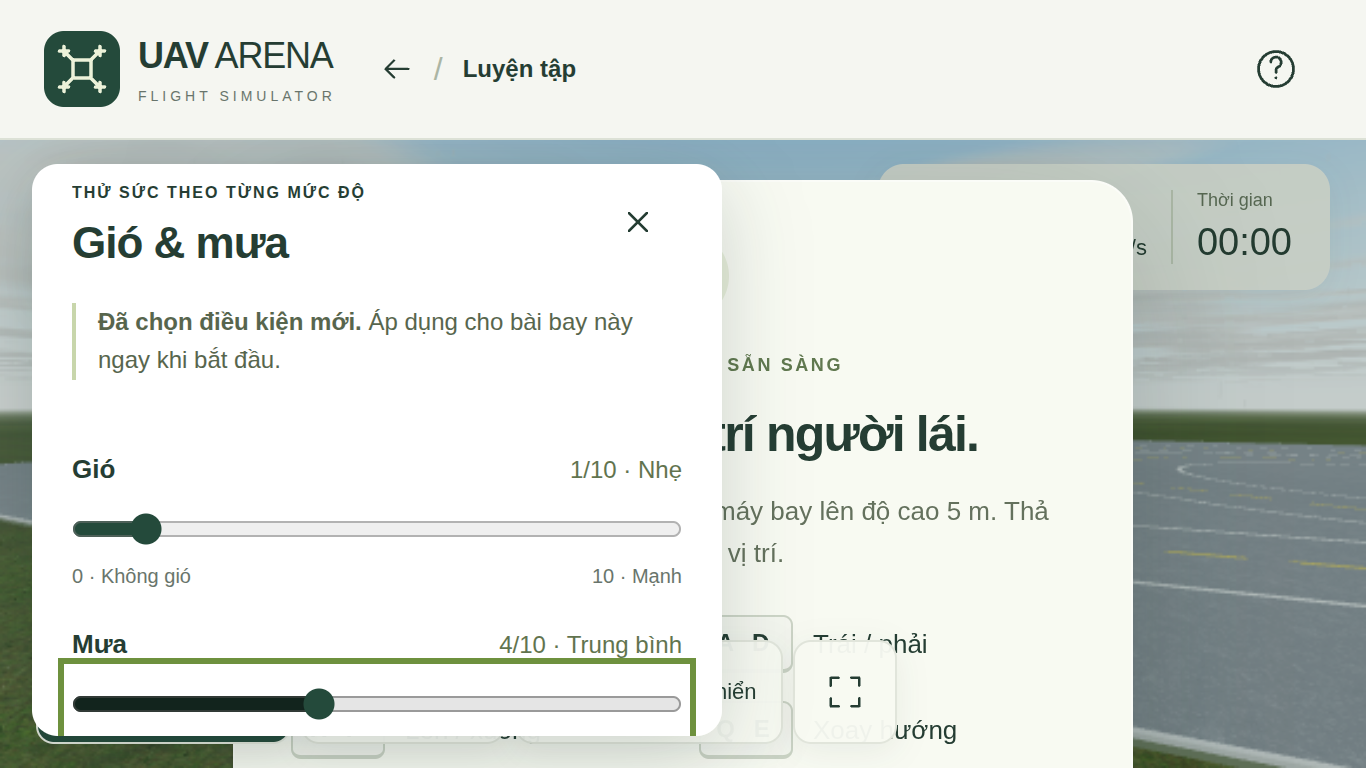 UAV ARENA
FLIGHT SIMULATOR
/ Luyện tập
THỬ SỨC THEO TỪNG MỨC ĐỘ
Gió & mưa
Đã chọn điều kiện mới. Áp dụng cho bài bay này
ngay khi bắt đầu.
Gió
1/10 · Nhẹ
0 · Không gió
10 · Mạnh
Mưa
4/10 · Trung bình
/s
Thời gian
00:00
SẴN SÀNG
trí người lái.
máy bay lên độ cao 5 m. Thả
vị trí.
A D
Trái / phải
Q E
Xoay hướng